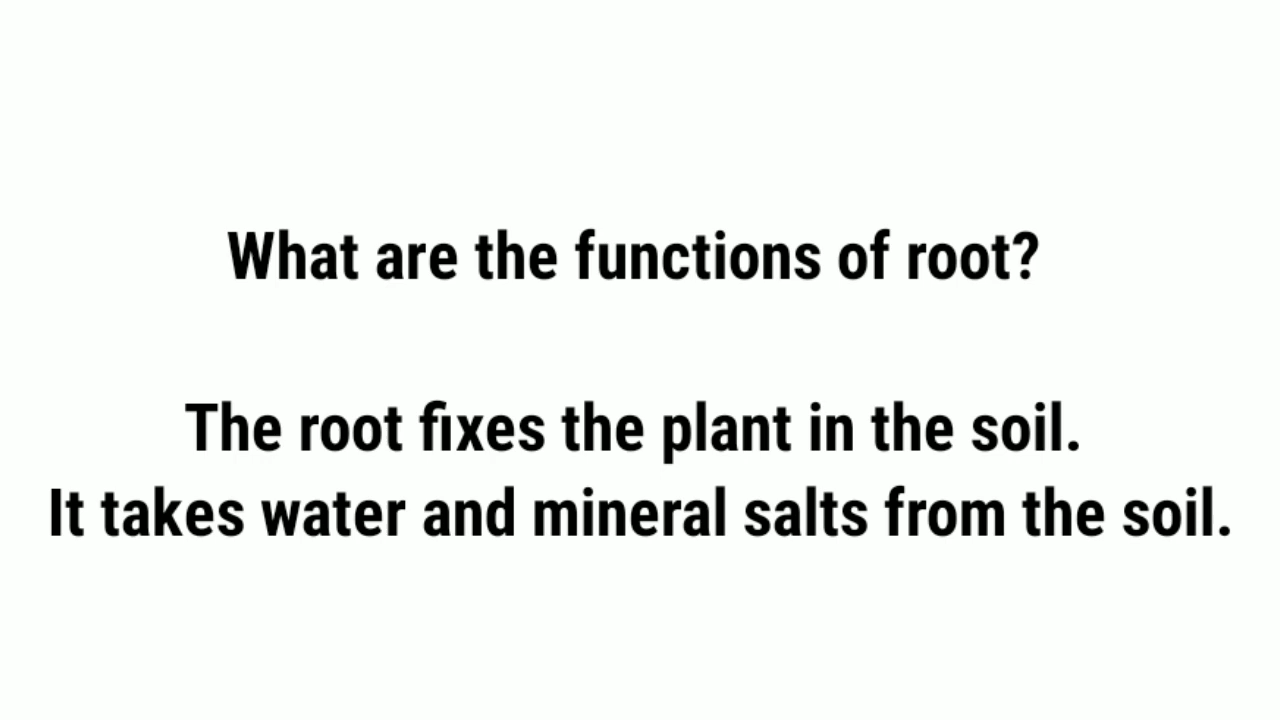 What are the functions of root?
The root fixes the plant in the soil.
It takes water and mineral salts from the soil.